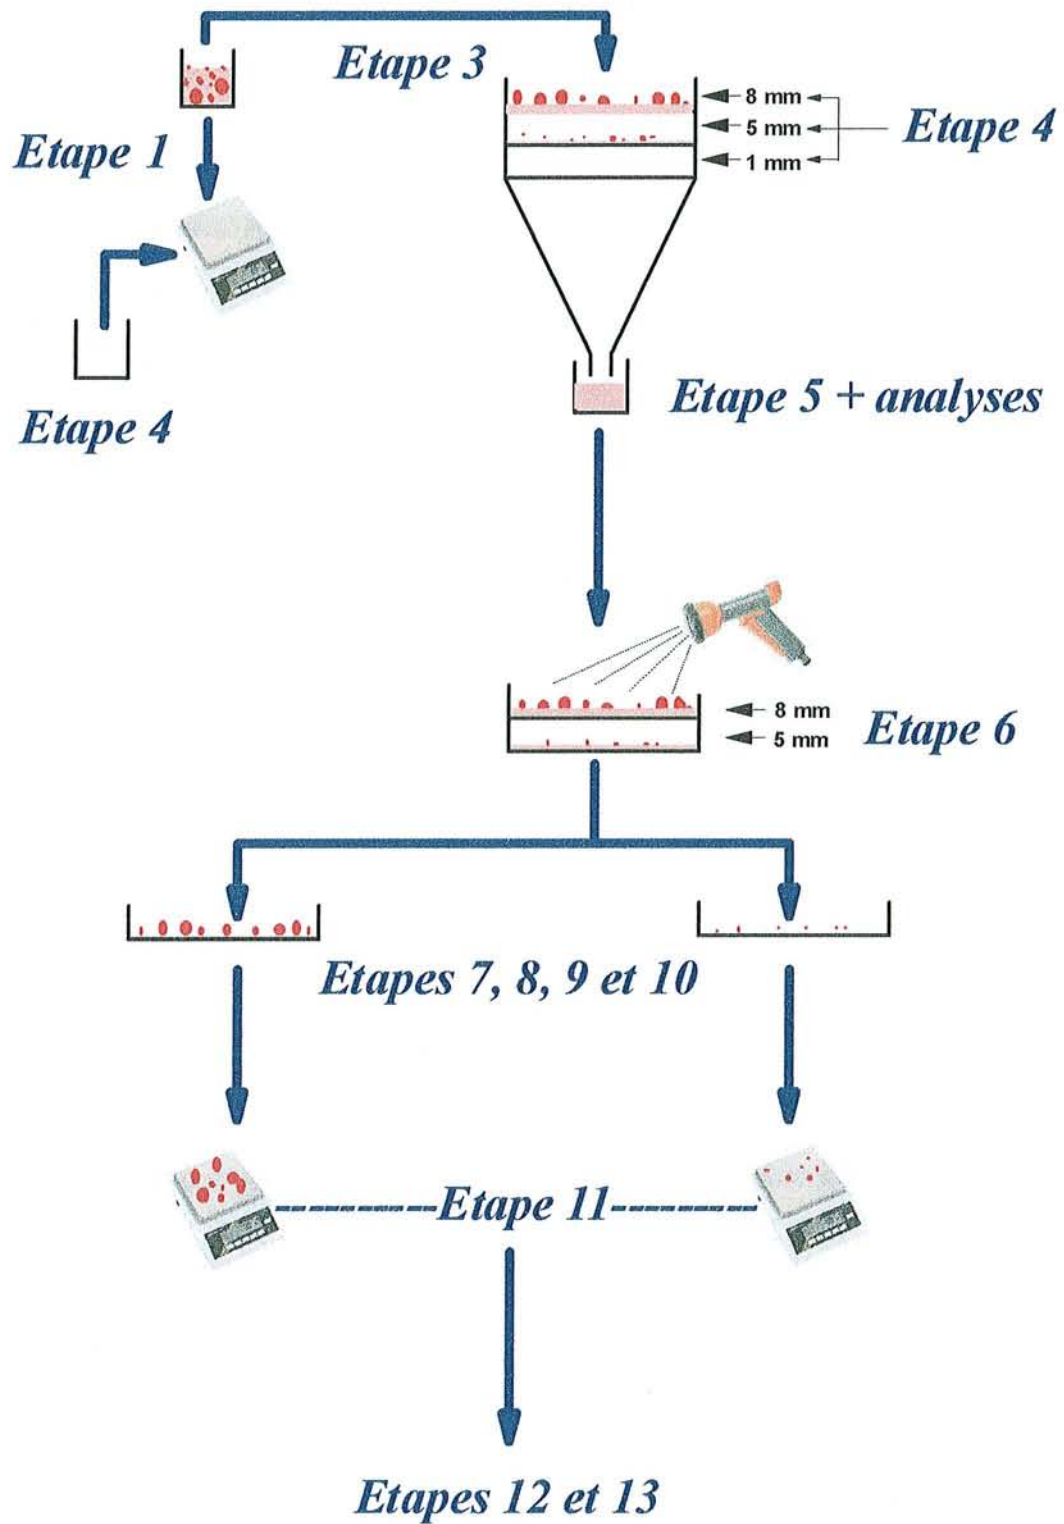 Etape 3
8 mm
5 mm
Etape 4
1 mm
Etape 1
Etape 4
Etape 5 + analyses
8 mm
5 mm
Etape 6
Etapes 7, 8, 9 et 10
Etape 11
Etapes 12 et 13